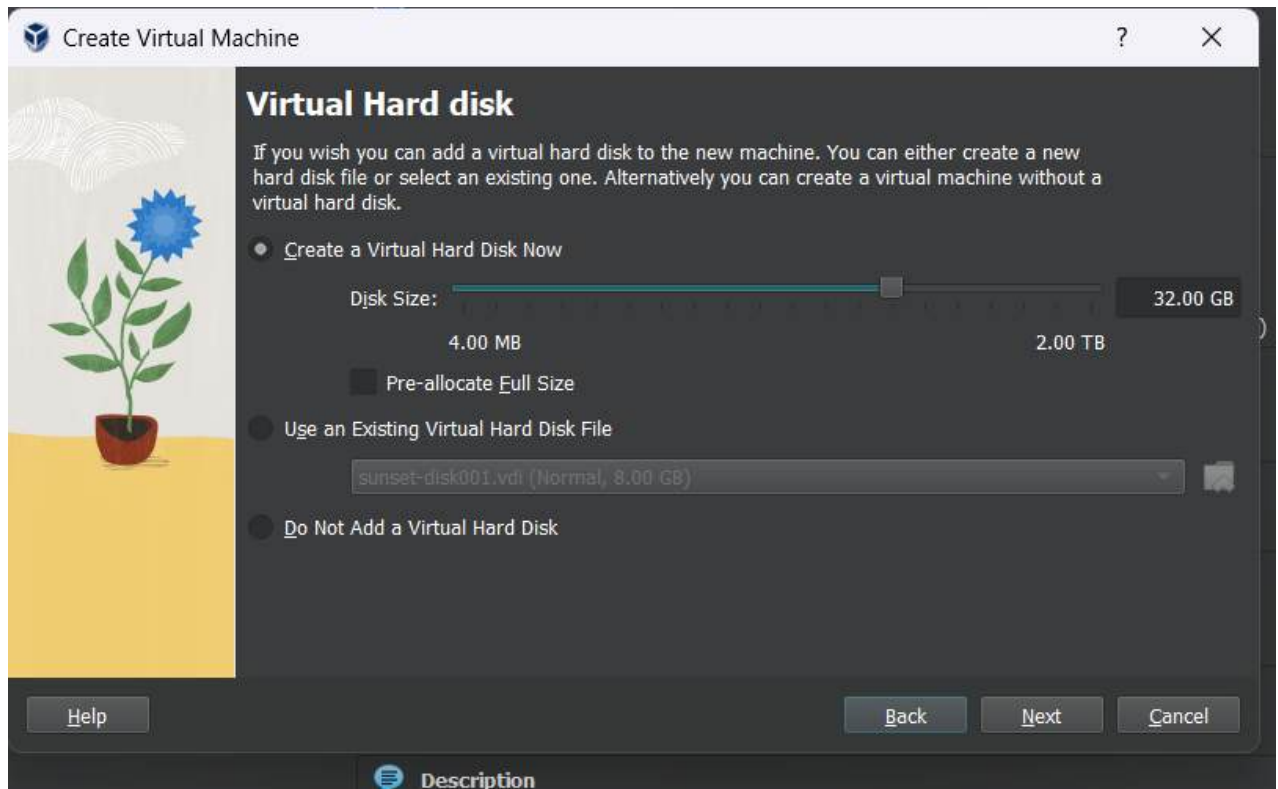 Create Virtual Machine
?
Virtual Hard disk
If you wish you can add a virtual hard disk to the new machine. You can either create a new
hard disk file or select an existing one. Alternatively you can create a virtual machine without a
virtual hard disk.
Create a Virtual Hard Disk Now
Disk Size:
32.00 GB
4.00 MB
2.00 TB
Pre-allocate Full Size
Use an Existing Virtual Hard Disk File
sunset-disk001.vdi (Normal, 8.00 GB)
Do Not Add a Virtual Hard Disk
Help
Back
Next
Cancel
Description